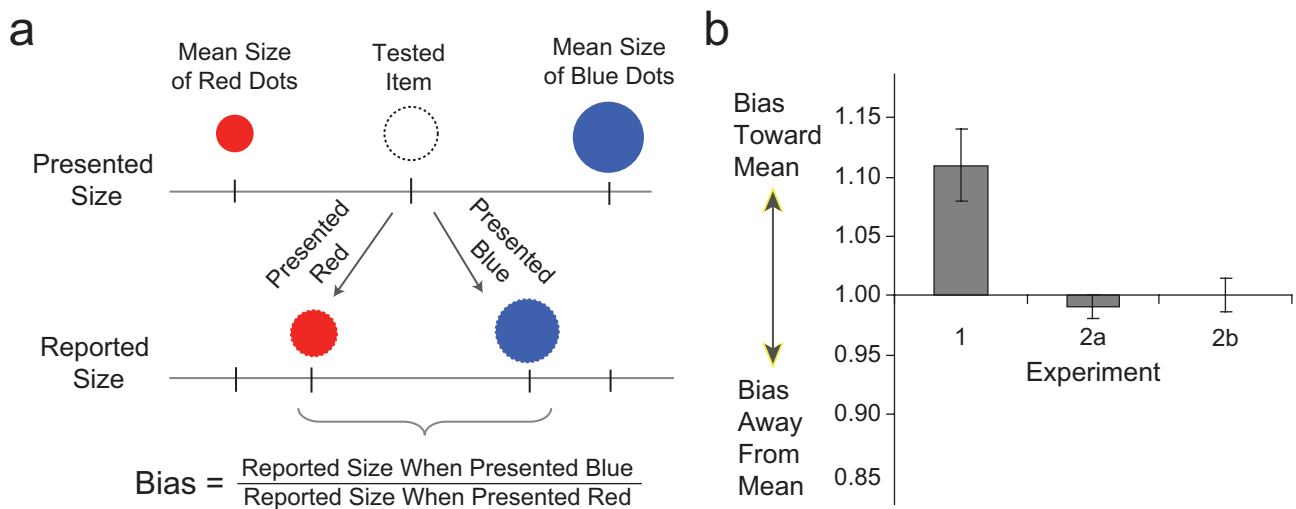 a
Mean Size
of Red Dots
Tested
Item
Mean Size
of Blue Dots
Presented
Size
Presented
Red
Presented
Blue
Reported
Size
Bias = Reported Size When Presented Blue
Reported Size When Presented Red
b
Bias
Toward
Mean
Bias
Away
From
Mean
1.15
1.10
1.05
1.00
0.95
0.90
0.85
1
2a
2b
Experiment